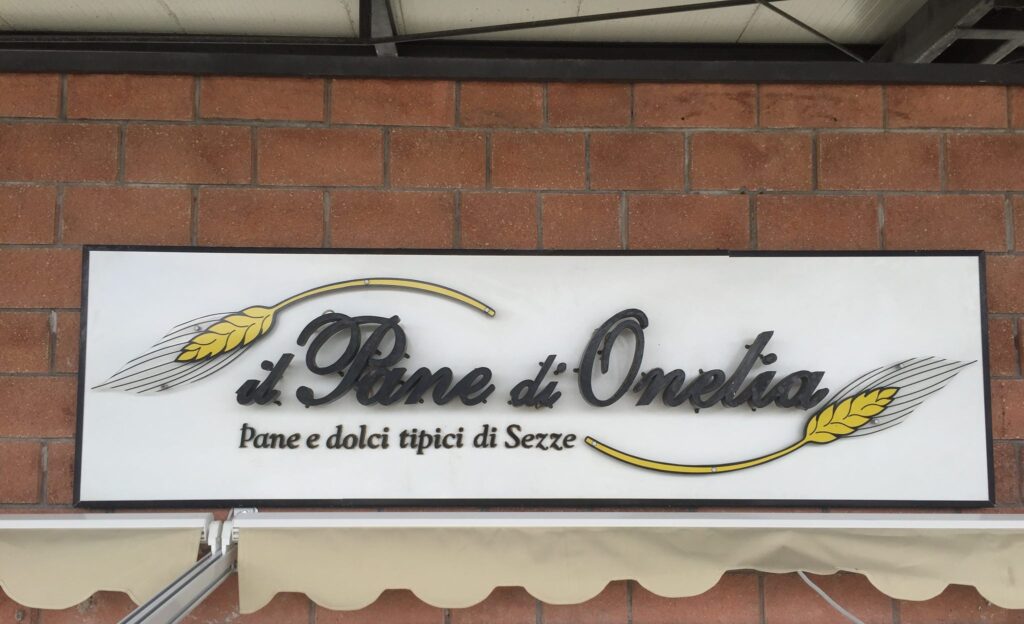 il Pane di Onelia
Pane e dolci tipici di Sezze